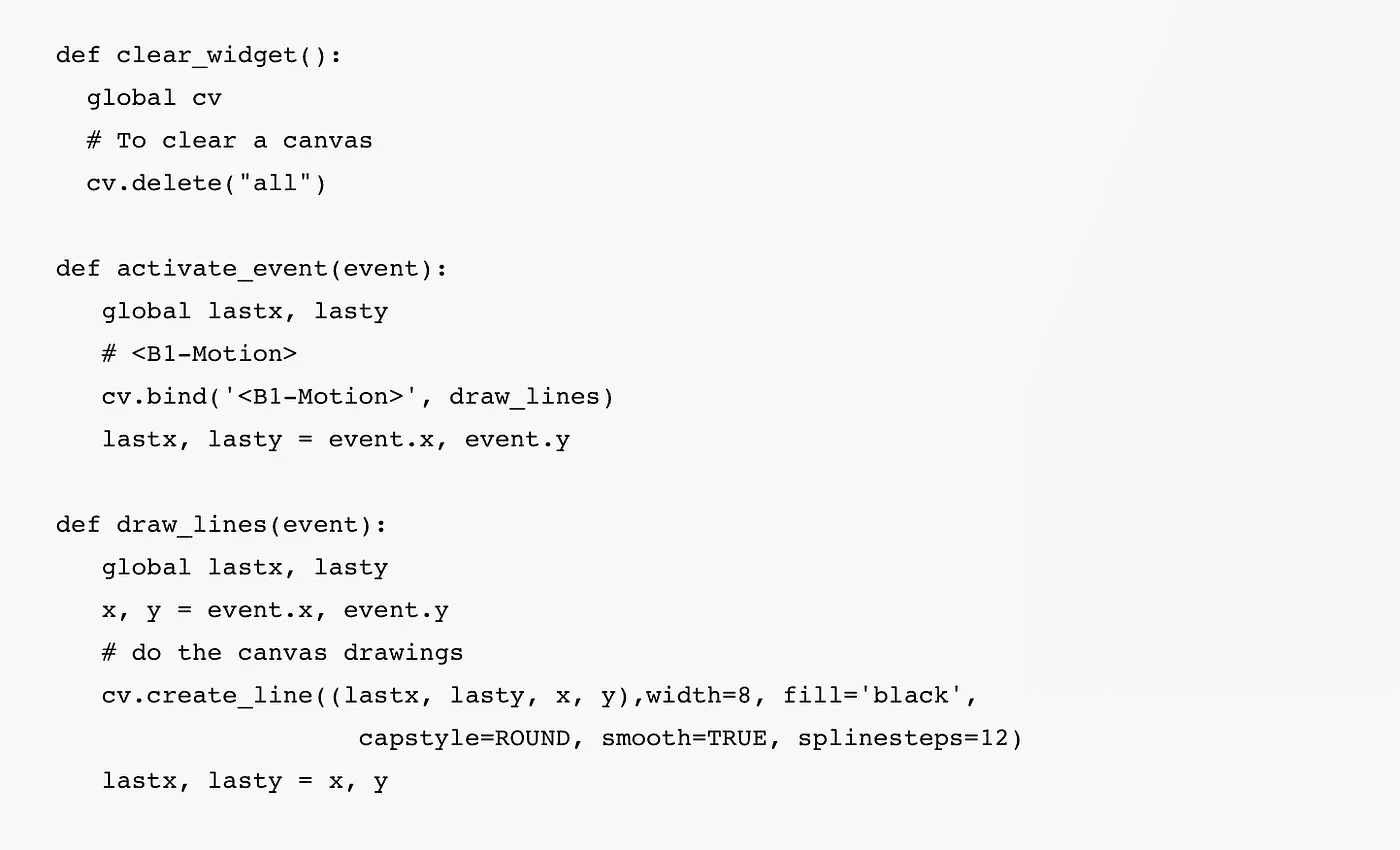 def clear_widget():
  global cv
  # To clear a canvas
  cv.delete("all")

def activate_event(event):
   global lastx, lasty
   # <B1-Motion>
   cv.bind('<B1-Motion>', draw_lines)
   lastx, lasty = event.x, event.y

def draw_lines(event):
   global lastx, lasty
   x, y = event.x, event.y
   # do the canvas drawings
   cv.create_line((lastx, lasty, x, y),width=8, fill='black',
                    capstyle=ROUND, smooth=TRUE, splinesteps=12)
   lastx, lasty = x, y